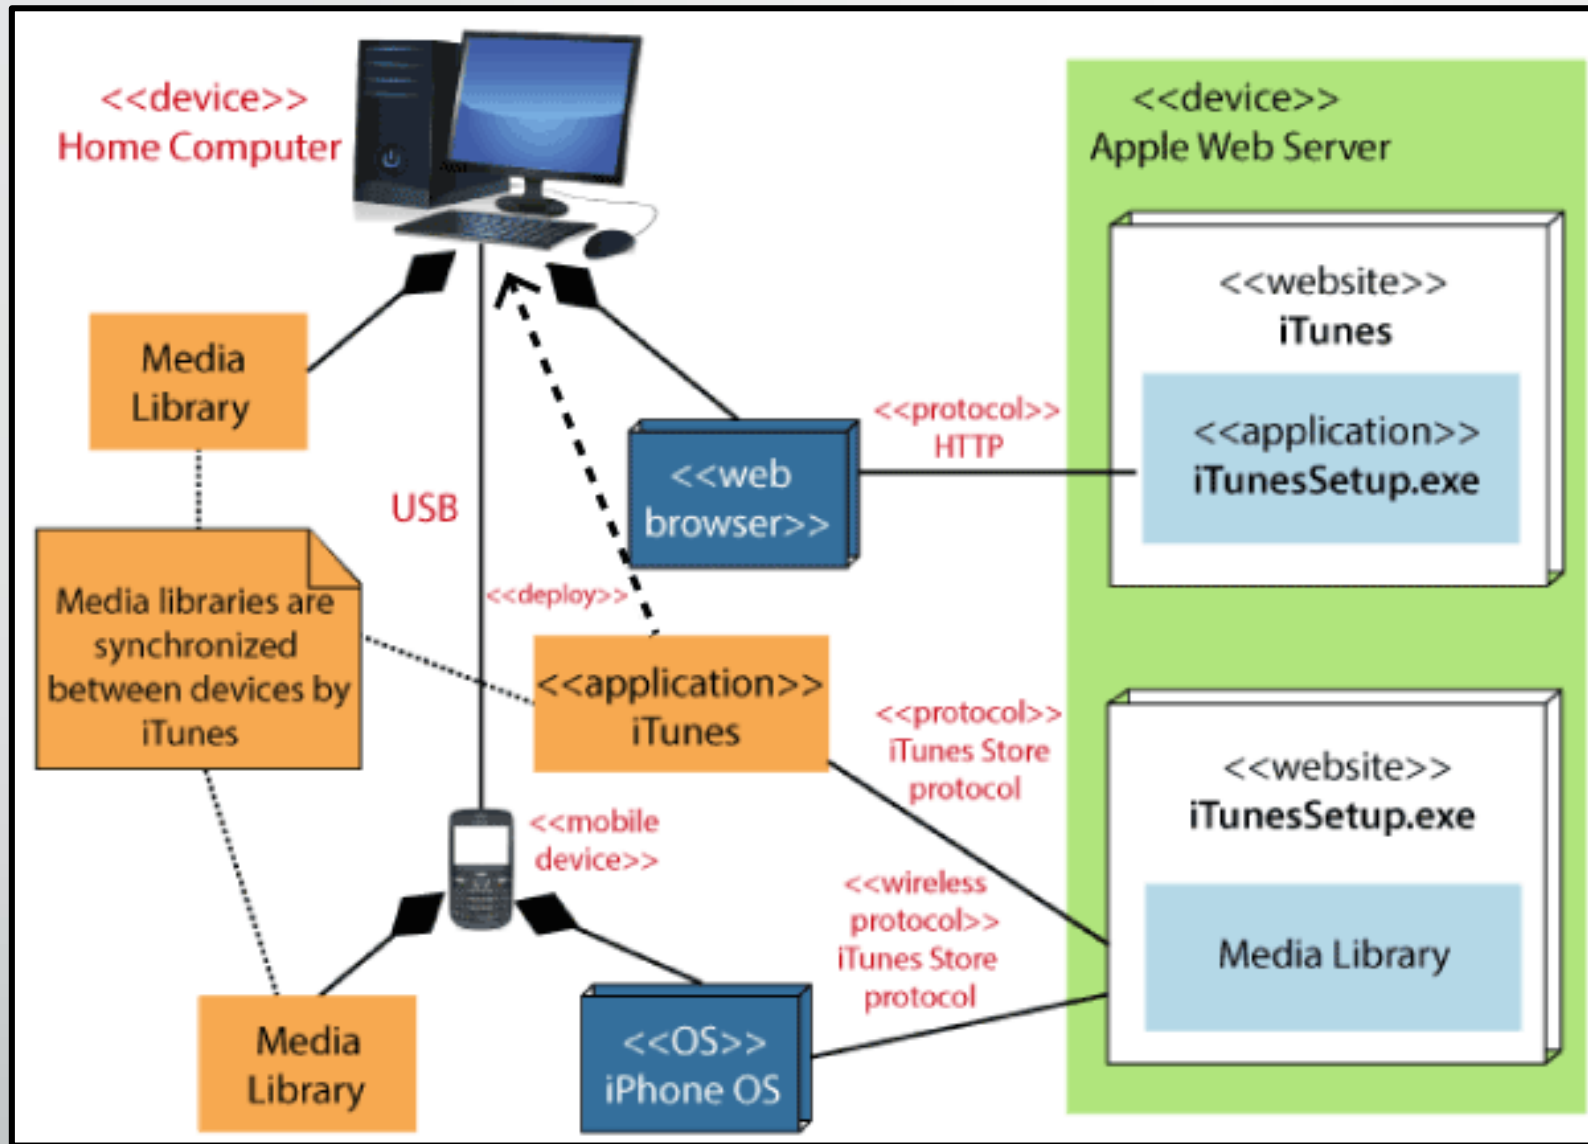 <<device>>
Home Computer
<<device>>
Apple Web Server
<<website>>
iTunes
<<application>>
iTunesSetup.exe
Media
Library
<<protocol>>
HTTP
<<web
browser>>
USB
<<deploy>>
Media libraries are
synchronized
between devices by
iTunes
<<application>>
iTunes
<<protocol>>
iTunes Store
protocol
<<website>>
iTunesSetup.exe
Media Library
<<mobile
device>>
<<wireless
protocol>>
iTunes Store
protocol
Media
Library
<<OS>>
iPhone OS